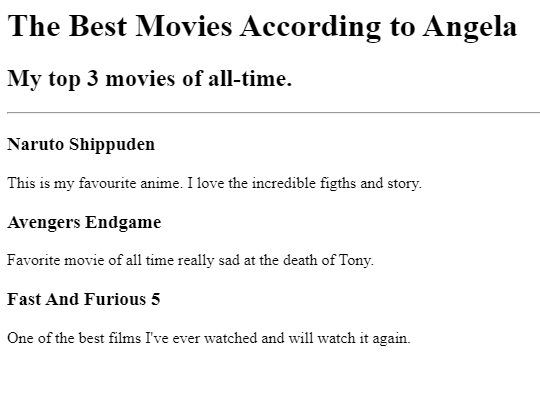 The Best Movies According to Angela
My top 3 movies of all-time.
Naruto Shippuden
This is my favourite anime. I love the incredible figths and story.
Avengers Endgame
Favorite movie of all time really sad at the death of Tony.
Fast And Furious 5
One of the best films I've ever watched and will watch it again.